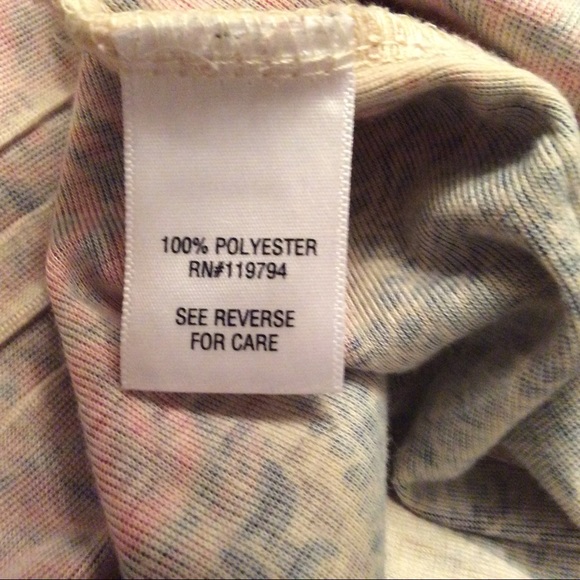 100% POLYESTER
RN#119794
SEE REVERSE
FOR CARE